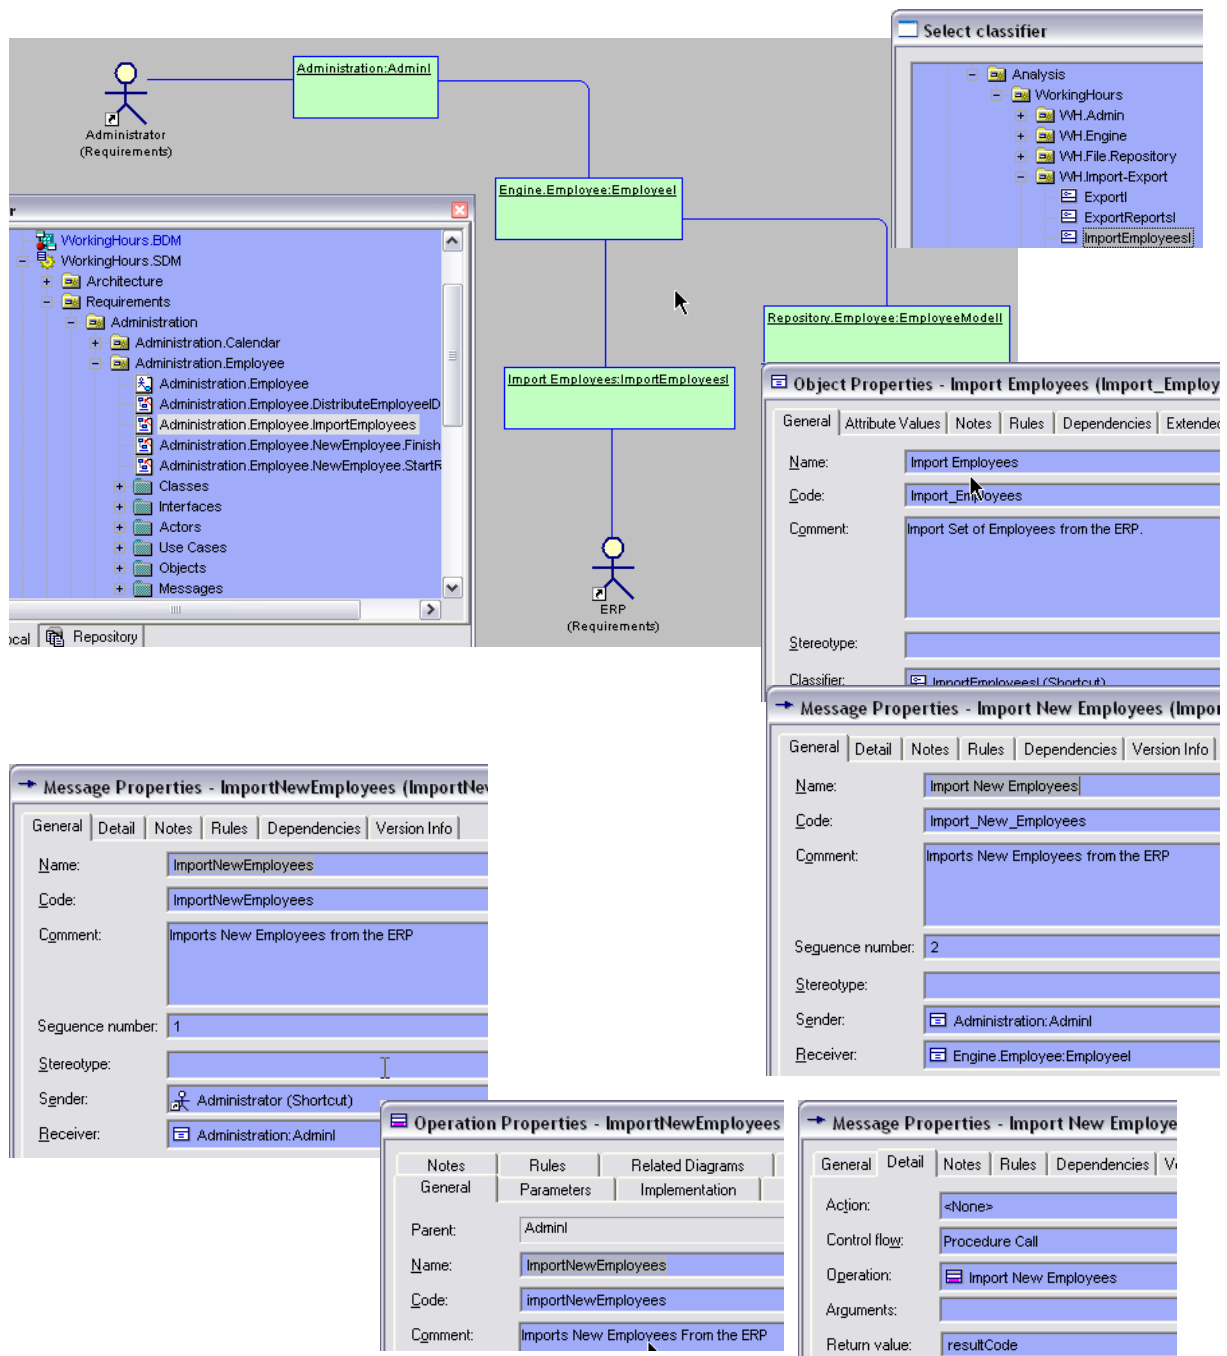 Select classifier
Analysis
WorkingHours
WH.Admin
WH.Engine
WH.File.Repository
WH.Import-Export
ExportI
ExportReportsI
ImportEmployeesI
Administration:AdminI
Administrator
(Requirements)
Engine.Employee:EmployeeI
Repository.Employee:EmployeeModelI
Import Employees:ImportEmployeesI
ERP
(Requirements)
r
WorkingHours.BDM
WorkingHours.SDM
Architecture
Requirements
Administration
Administration.Calendar
Administration.Employee
Administration.Employee
Administration.Employee.DistributeEmployeeID
Administration.Employee.ImportEmployees
Administration.Employee.NewEmployee.Finish
Administration.Employee.NewEmployee.StartR
Classes
Interfaces
Actors
Use Cases
Objects
Messages
ocal Repository
Object Properties - Import Employees (Import_Employ
General Attribute Values Notes Rules Dependencies Extended
Name: Import Employees
Code: Import_Employees
Comment: Import Set of Employees from the ERP.
Stereotype:
Classifier: ImportEmployeesI (Shortcut)
Message Properties - Import New Employees (Impor
General Detail Notes Rules Dependencies Version Info
Name: Import New Employees
Code: Import_New_Employees
Comment: Imports New Employees from the ERP
Sequence number: 2
Stereotype:
Sender: Administration:AdminI
Receiver: Engine.Employee:EmployeeI
Message Properties - ImportNewEmployees (ImportNew
General Detail Notes Rules Dependencies Version Info
Name: ImportNewEmployees
Code: ImportNewEmployees
Comment: Imports New Employees from the ERP
Sequence number: 1
Stereotype:
Sender: Administrator (Shortcut)
Receiver: Administration:AdminI
Operation Properties - ImportNewEmployees
Notes Rules Related Diagrams
General Parameters Implementation
Parent: AdminI
Name: ImportNewEmployees
Code: importNewEmployees
Comment: Imports New Employees From the ERP
Message Properties - Import New Employe
General Detail Notes Rules Dependencies Ve
Action: <None>
Control flow: Procedure Call
Operation: Import New Employees
Arguments:
Return value: resultCode